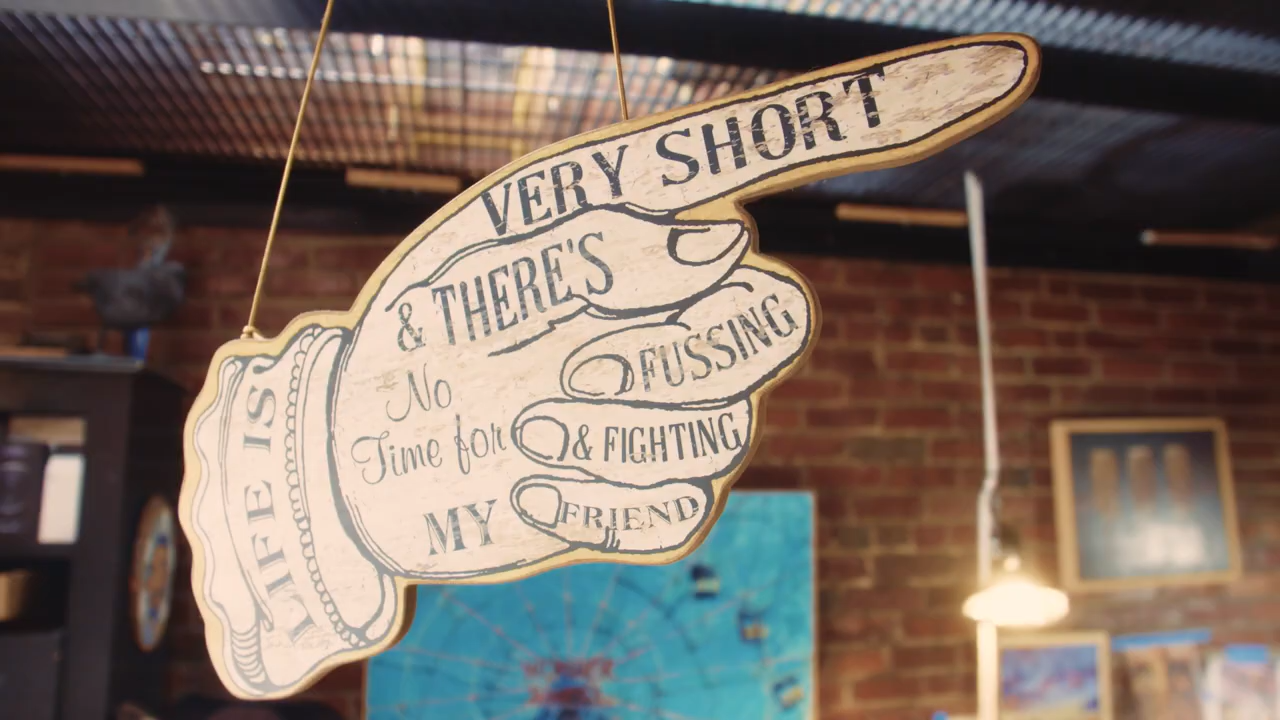 LIFE IS
VERY SHORT
& THERE'S
No
Time for
FUSSING
& FIGHTING
MY FRIEND